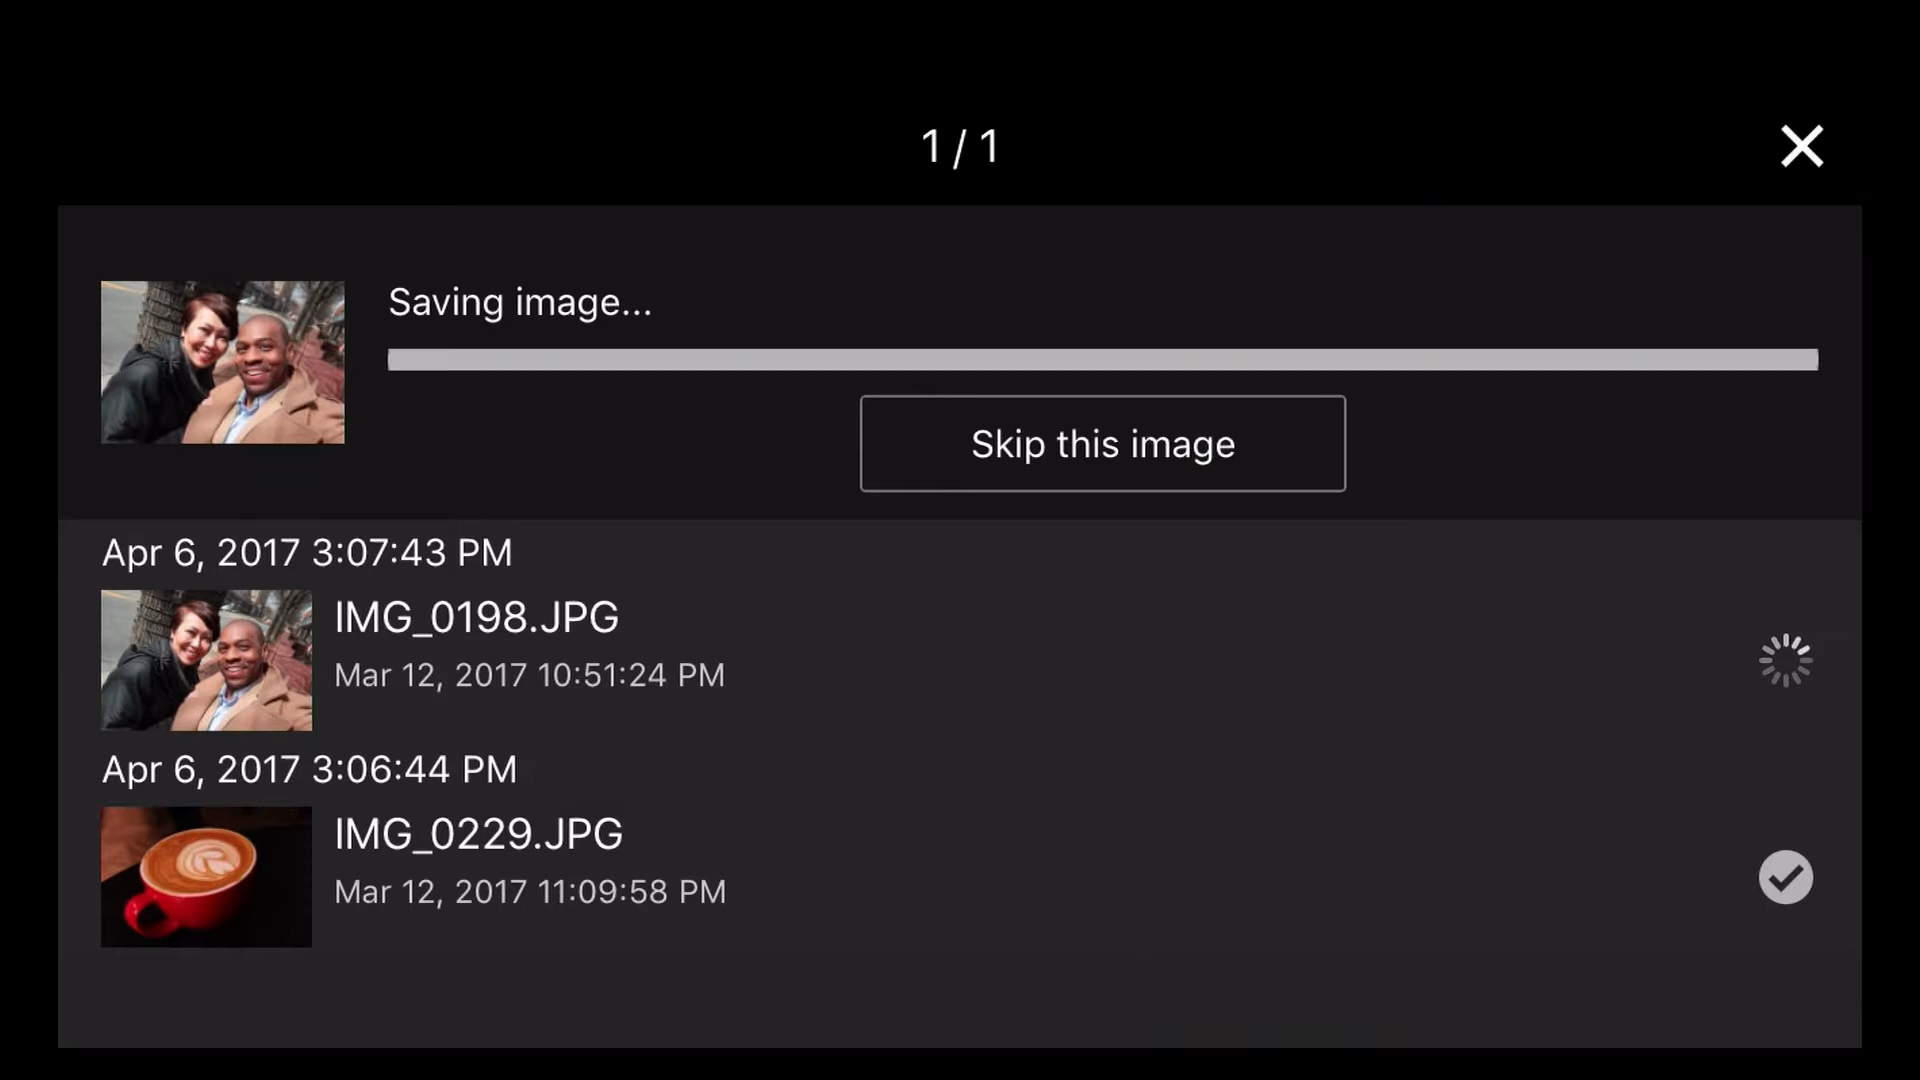 1 / 1
Saving image...
Skip this image
Apr 6, 2017 3:07:43 PM
IMG_0198.JPG
Mar 12, 2017 10:51:24 PM
Apr 6, 2017 3:06:44 PM
IMG_0229.JPG
Mar 12, 2017 11:09:58 PM